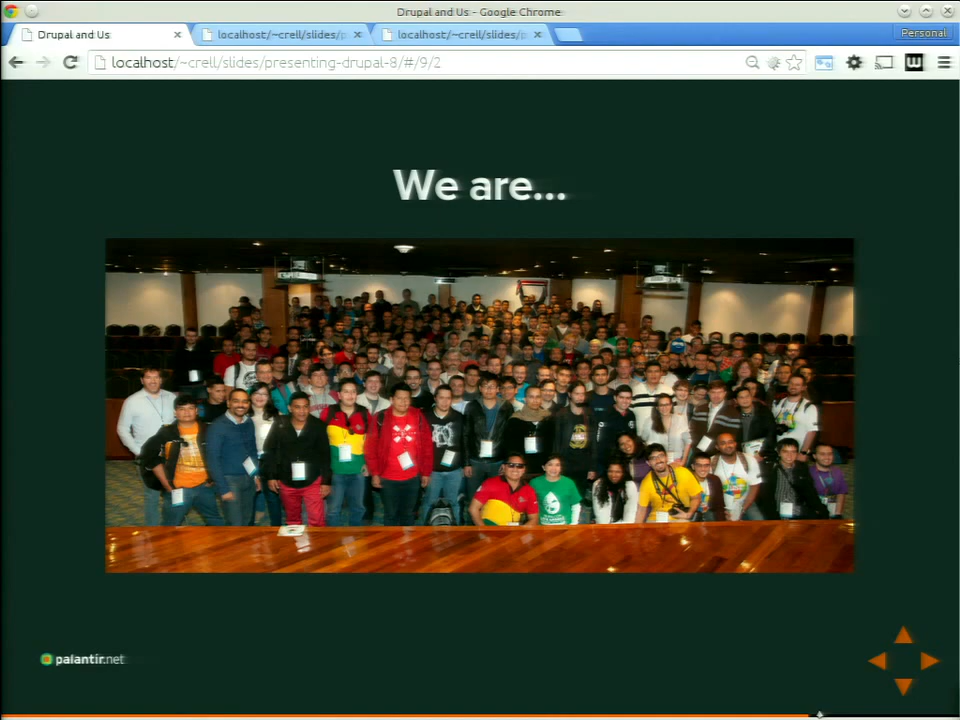 Drupal and Us - Google Chrome
Drupal and Us
localhost/~crell/slides/p
localhost/~crell/slides/p
Personal
localhost/~crell/slides/presenting-drupal-8/#/9/2
W
We are...
palantir.net